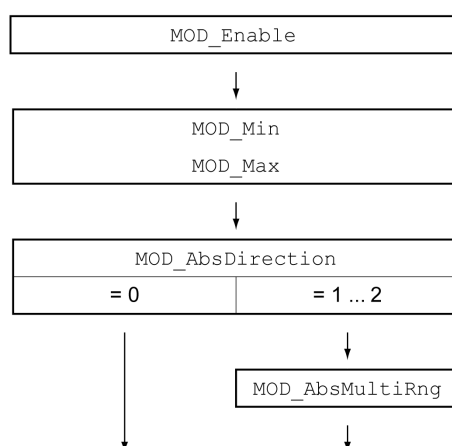 MOD_Enable
MOD_Min
MOD_Max
MOD_AbsDirection
= 0 = 1 ... 2
MOD_AbsMultiRng